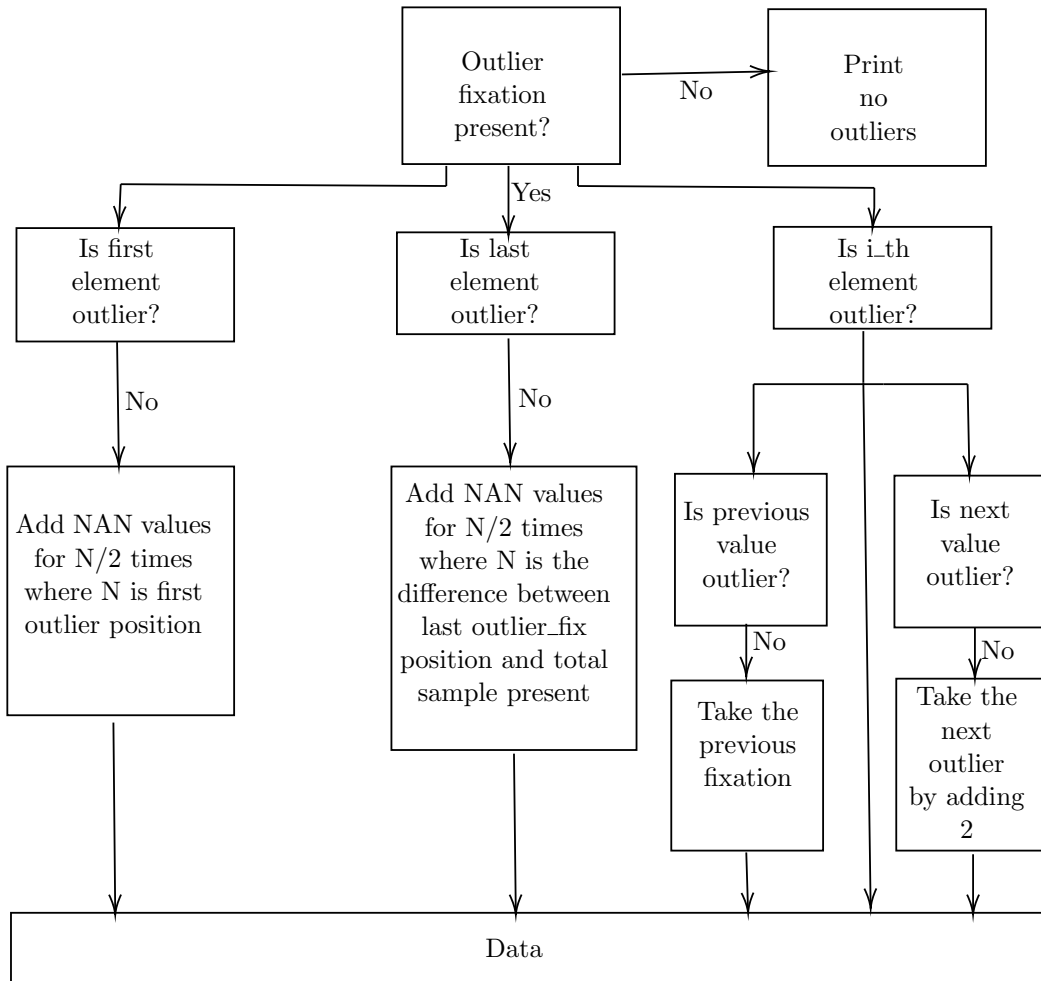 Outlier
fixation
present?
No
Print
no
outliers
Yes
Is first
element
outlier?
Is last
element
outlier?
Is i_th
element
outlier?
No
No
Add NAN values
for N/2 times
where N is first
outlier position
Add NAN values
for N/2 times
where N is the
difference between
last outlier_fix
position and total
sample present
Is previous
value
outlier?
Is next
value
outlier?
No
No
Take the
previous
fixation
Take the
next
outlier
by adding
2
Data